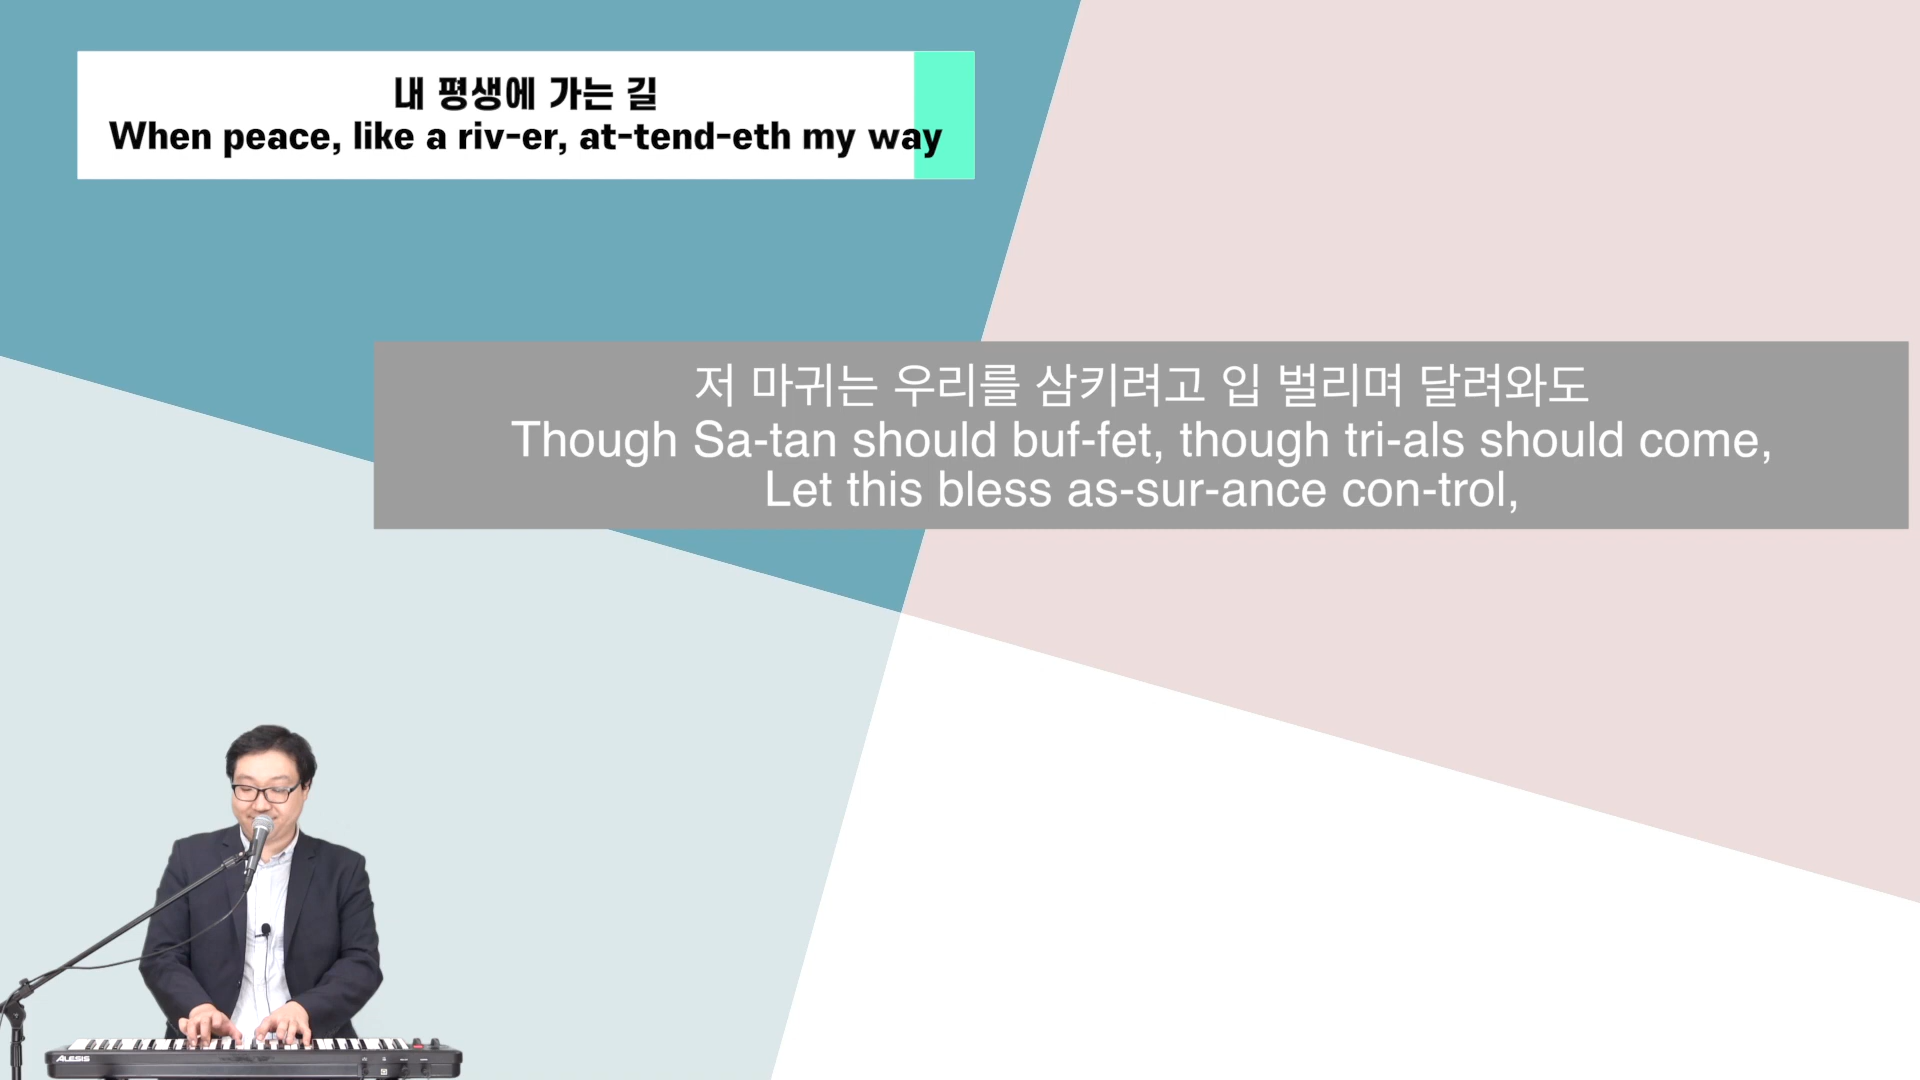 내 평생에 가는 길
When peace, like a riv-er, at-tend-eth my way
저 마귀는 우리를 삼키려고 입 벌리며 달려와도
Though Sa-tan should buf-fet, though tri-als should come,
Let this bless as-sur-ance con-trol,
ALESIS